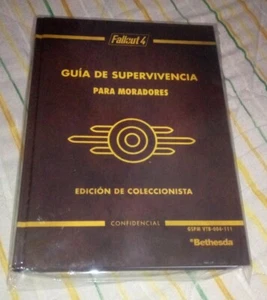 Fallout 4
GUÍA DE SUPERVIVENCIA
PARA MORADORES
EDICIÓN DE COLECCIONISTA
CONFIDENCIAL
Bethesda